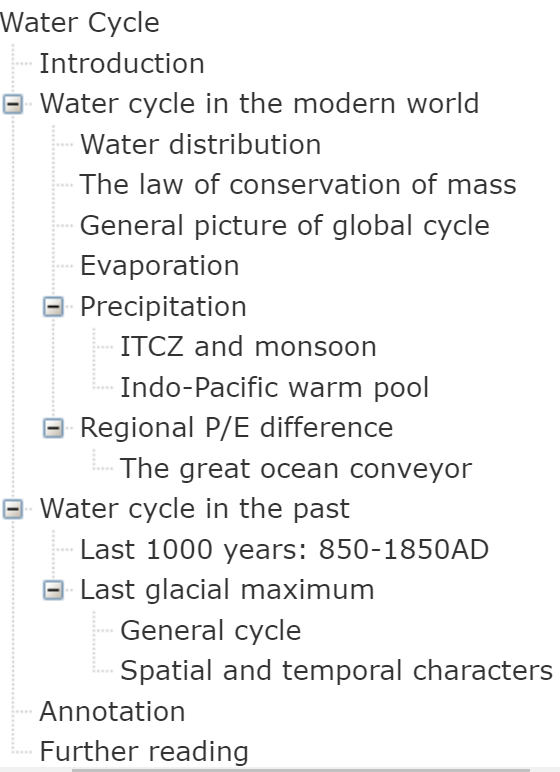 Water Cycle
Introduction
Water cycle in the modern world
Water distribution
The law of conservation of mass
General picture of global cycle
Evaporation
Precipitation
ITCZ and monsoon
Indo-Pacific warm pool
Regional P/E difference
The great ocean conveyor
Water cycle in the past
Last 1000 years: 850-1850AD
Last glacial maximum
General cycle
Spatial and temporal characters
Annotation
Further reading